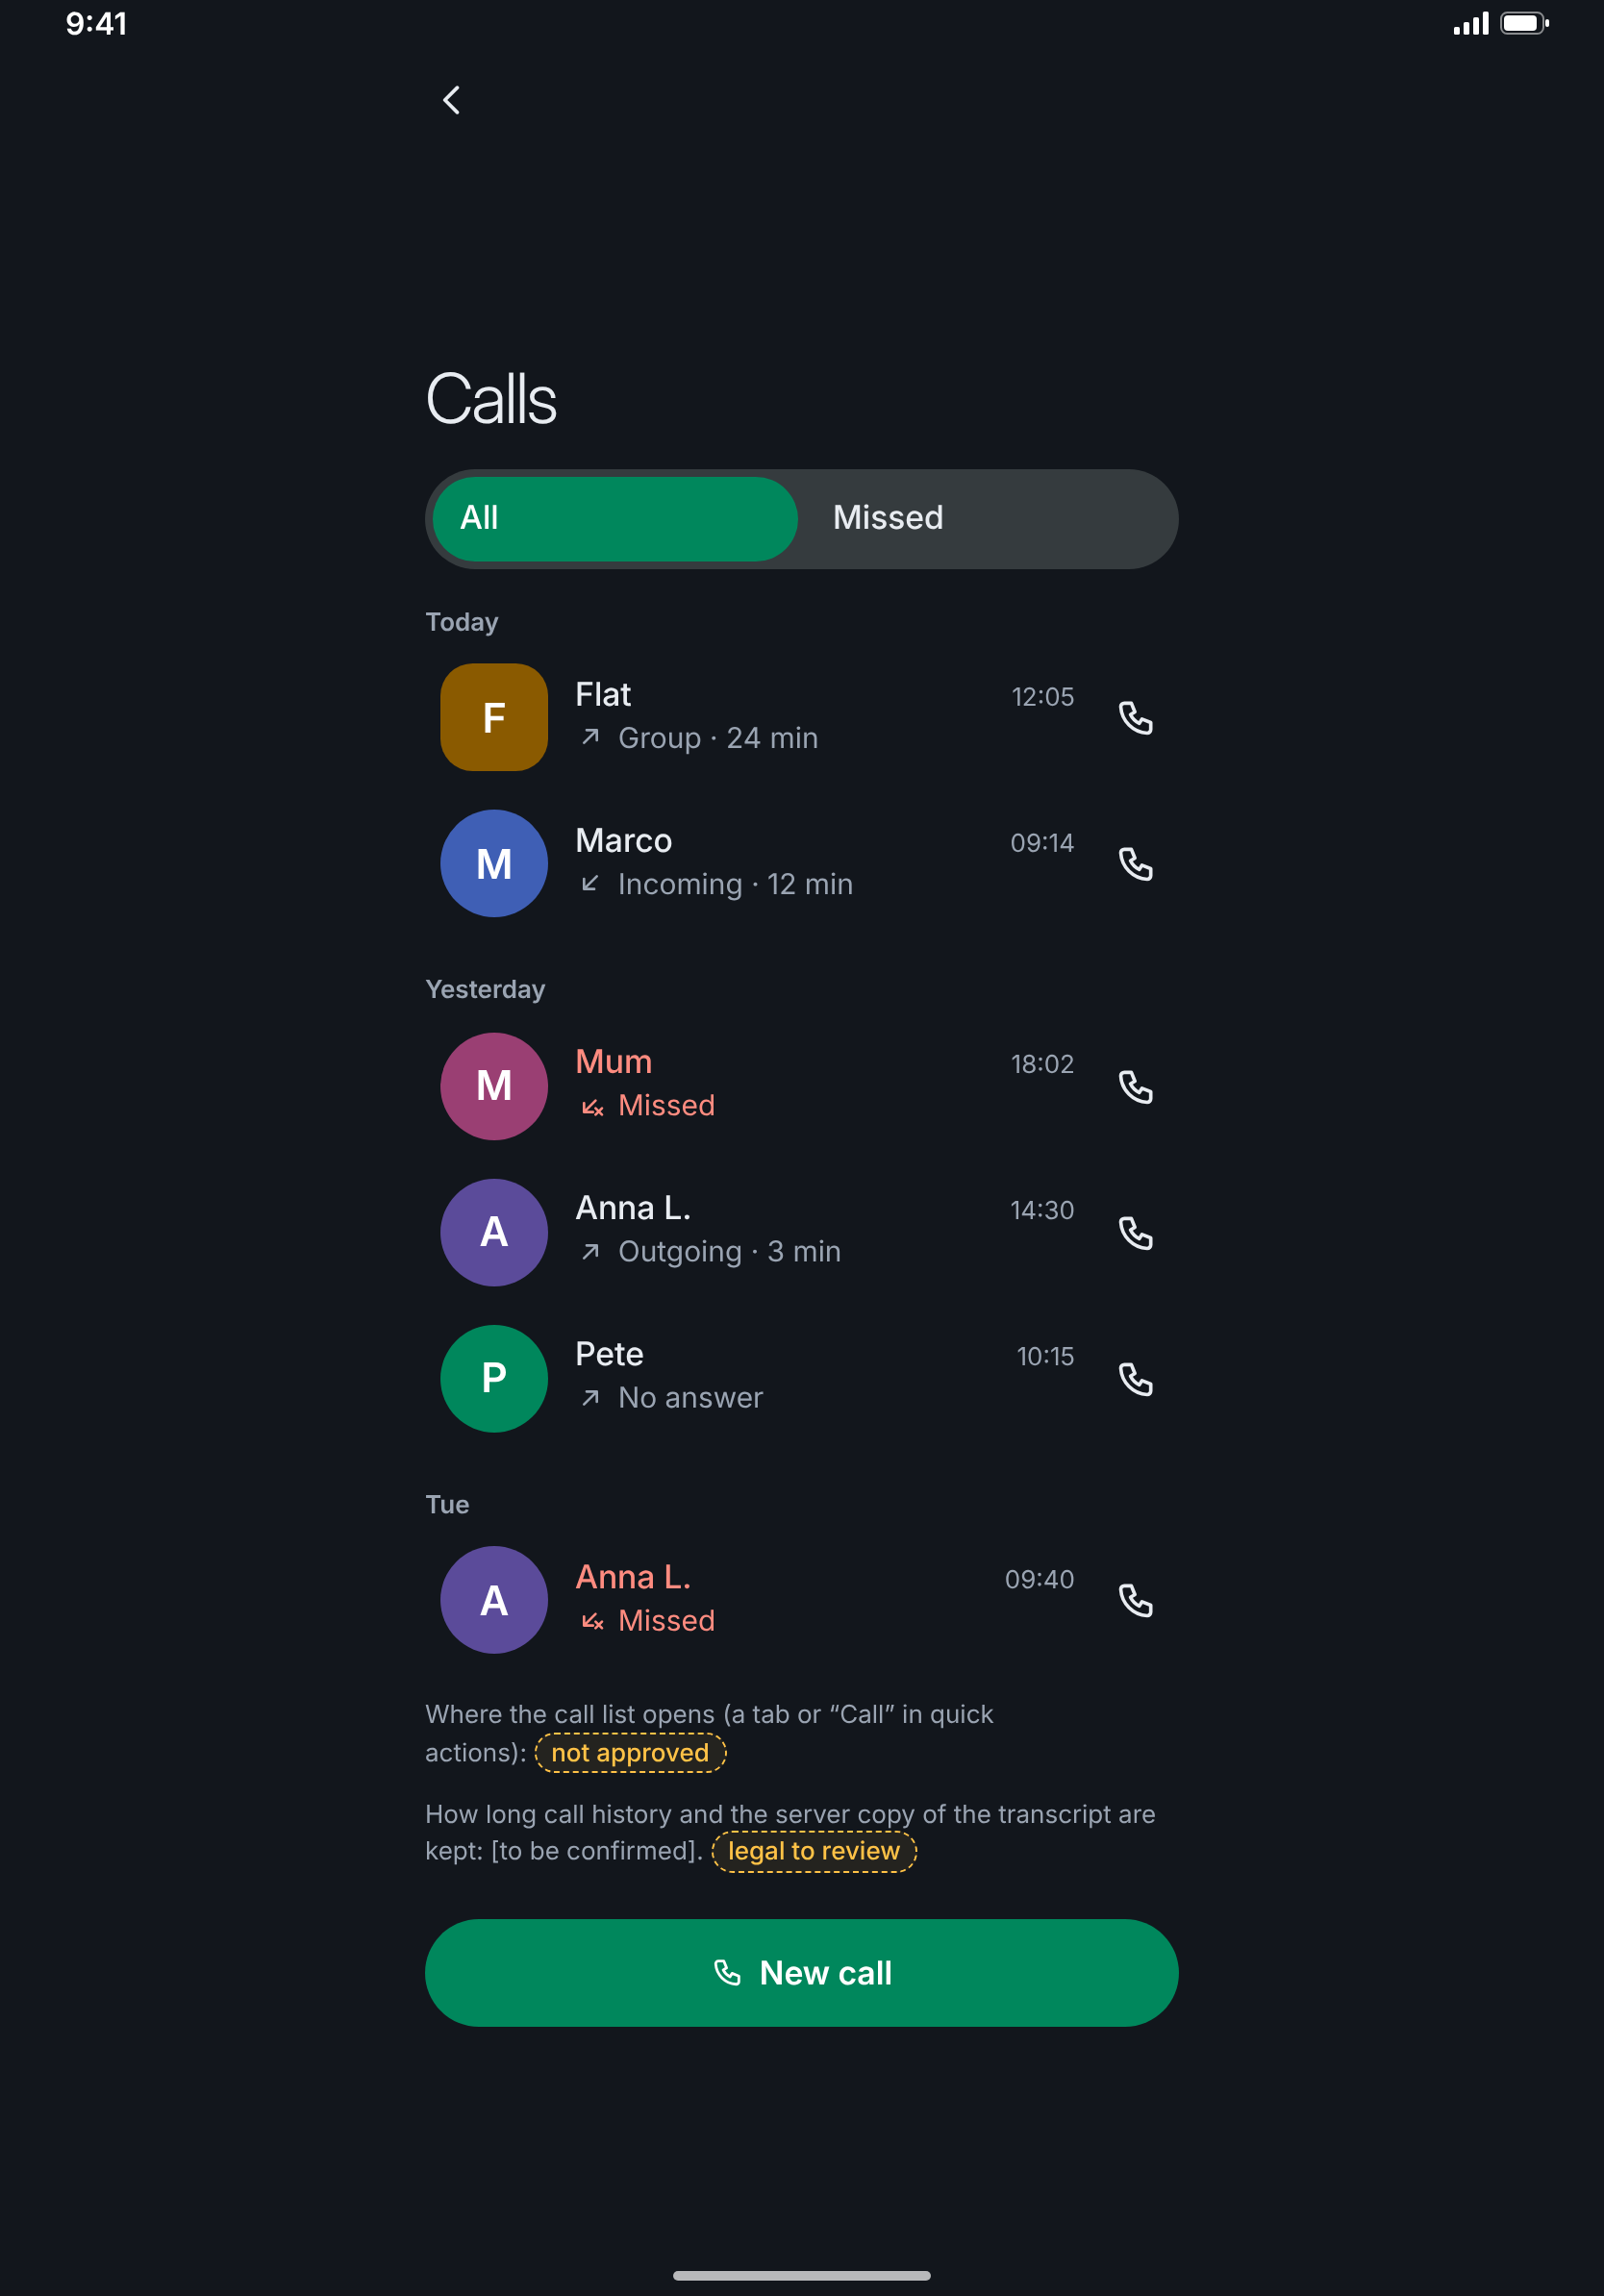 9:41
Calls
All
Missed
Today
F
Flat
12:05
Group · 24 min
M
Marco
09:14
Incoming · 12 min
Yesterday
M
Mum
18:02
Missed
A
Anna L.
14:30
Outgoing · 3 min
P
Pete
10:15
No answer
Tue
A
Anna L.
09:40
Missed
Where the call list opens (a tab or “Call” in quick
actions): not approved
How long call history and the server copy of the transcript are
kept: [to be confirmed]. legal to review
New call